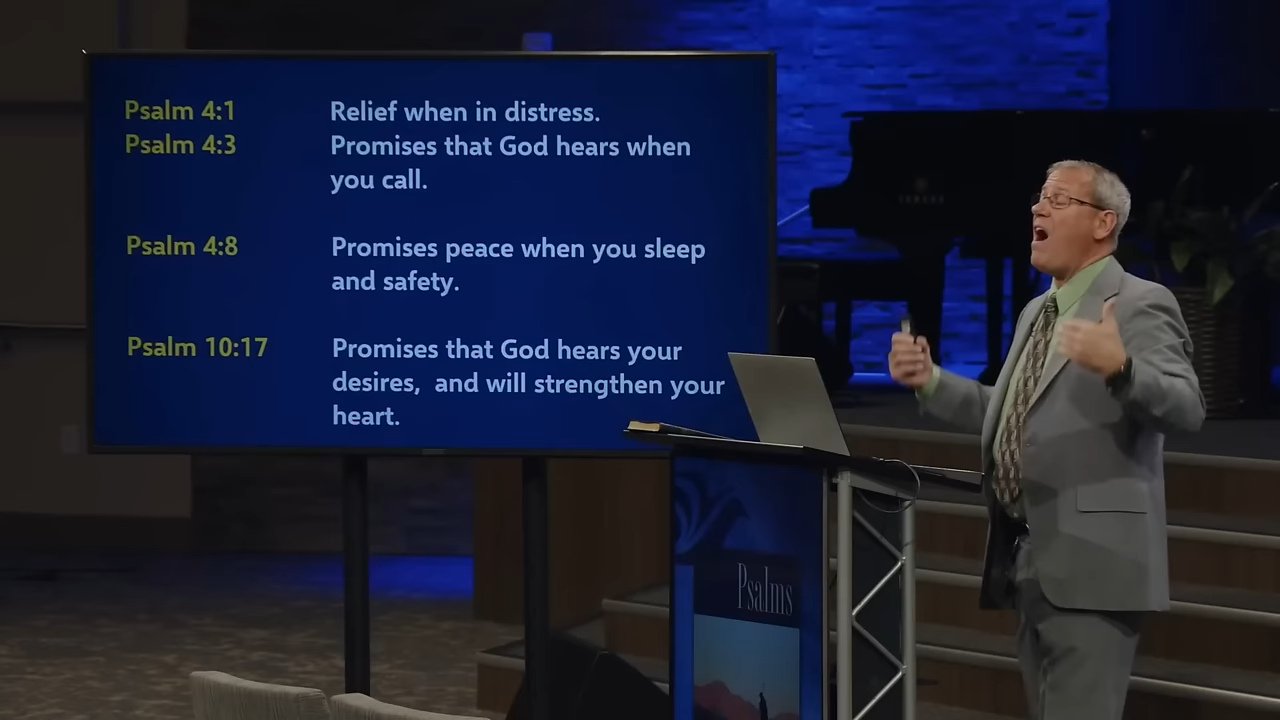 Psalm 4:1 Relief when in distress.
Psalm 4:3 Promises that God hears when
you call.
Psalm 4:8 Promises peace when you sleep
and safety.
Psalm 10:17 Promises that God hears your
desires, and will strengthen your
heart.
YAMAHA
Psalms